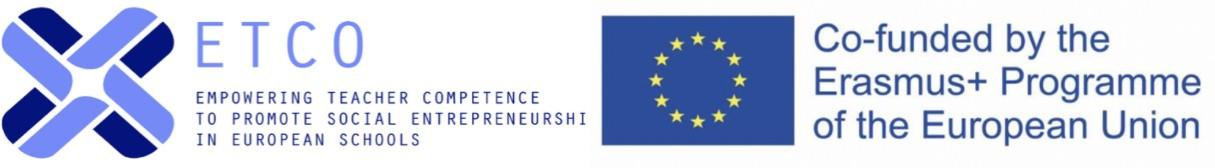 ETCO
EMPOWERING TEACHER COMPETENCE
TO PROMOTE SOCIAL ENTREPRENEURSHI
IN EUROPEAN SCHOOLS
Co-funded by the
Erasmus+ Programme
of the European Union